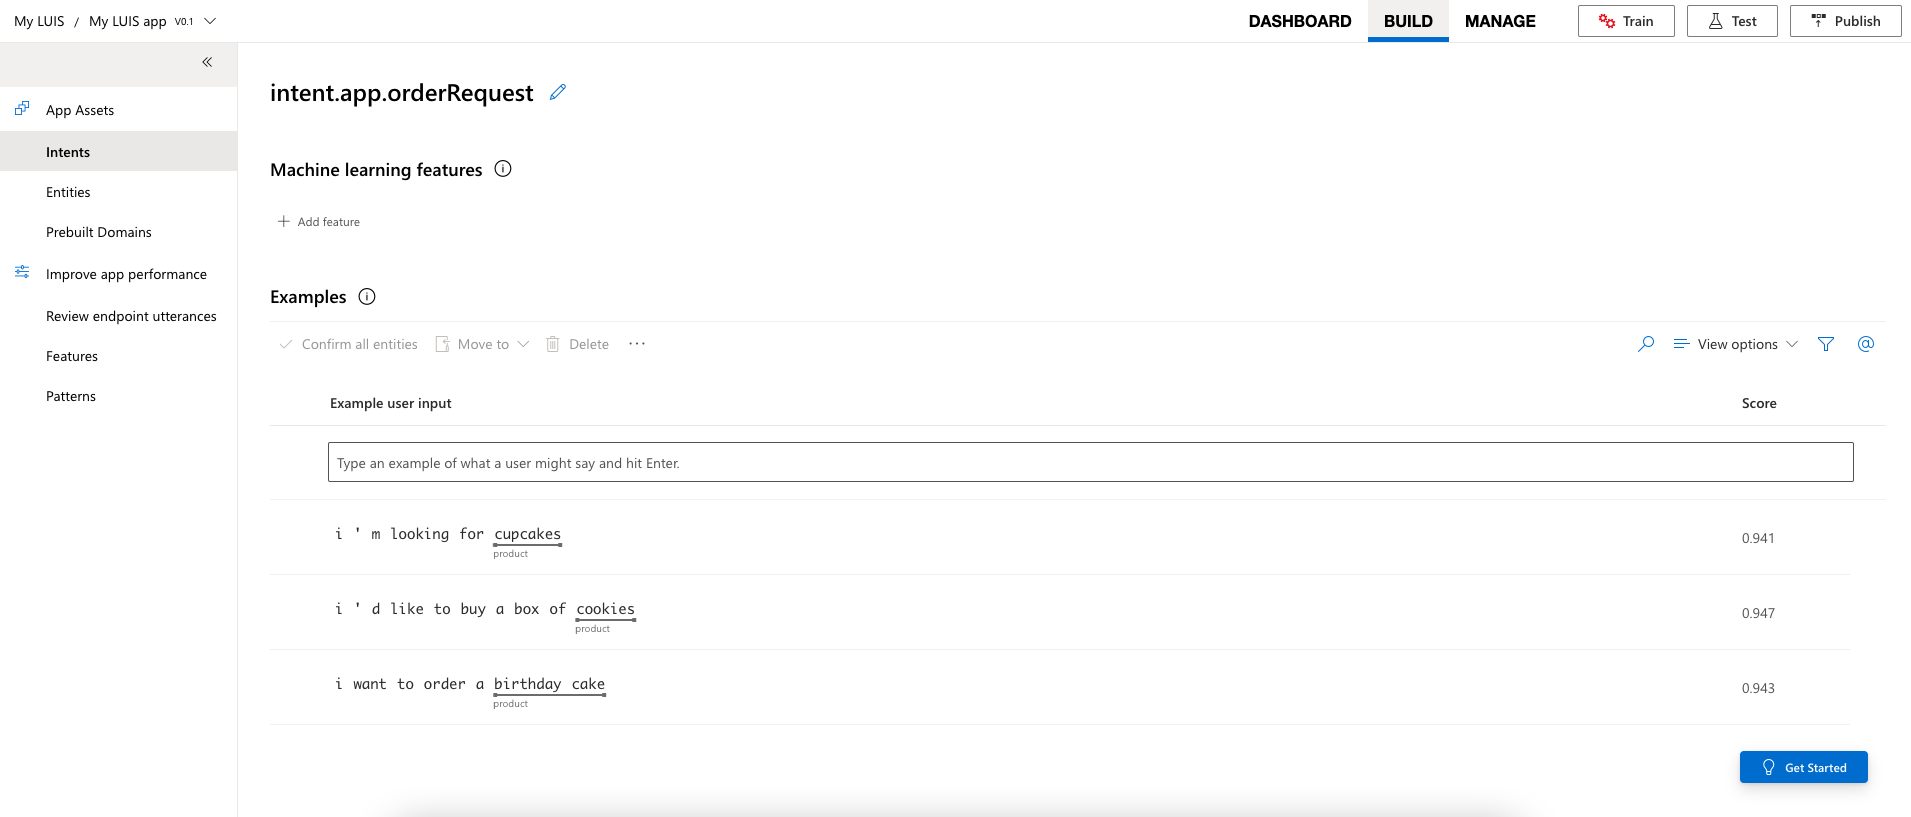 My LUIS / My LUIS app V0.1
DASHBOARD BUILD MANAGE Train Test Publish
App Assets
Intents
Entities
Prebuilt Domains
Improve app performance
Review endpoint utterances
Features
Patterns
intent.app.orderRequest
Machine learning features
Add feature
Examples
Confirm all entities Move to Delete ··· View options
Example user input Score
Type an example of what a user might say and hit Enter.
i ' m looking for cupcakes 0.941
product
i ' d like to buy a box of cookies 0.947
product
i want to order a birthday cake 0.943
product
Get Started